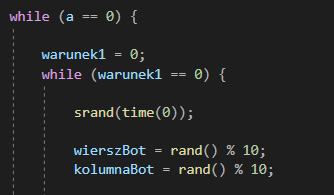 while (a == 0) {
warunek1 = 0;
while (warunek1 == 0) {
srand(time(0));
wierszBot = rand() % 10;
kolumnaBot = rand() % 10;